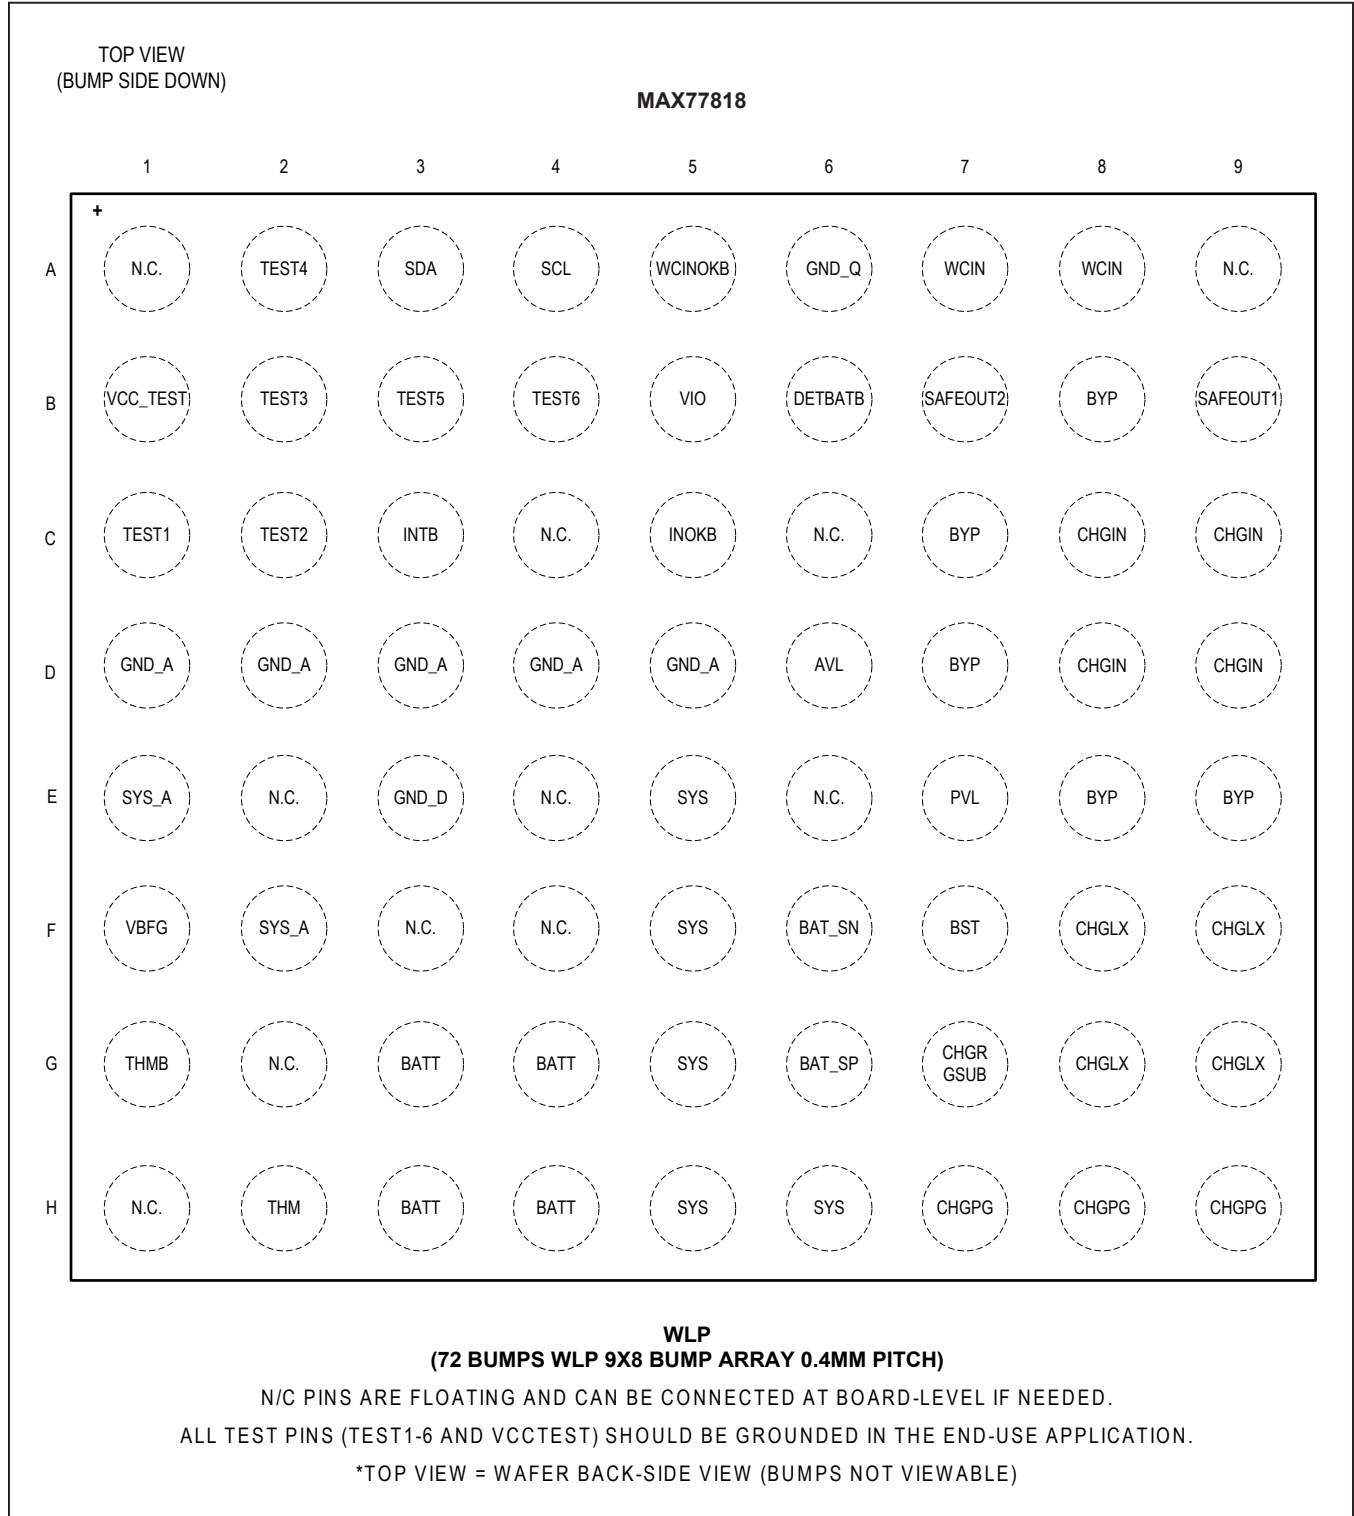 TOP VIEW
(BUMP SIDE DOWN)
MAX77818
1 2 3 4 5 6 7 8 9
+
A N.C. TEST4 SDA SCL WCINOKB GND_Q WCIN WCIN N.C.
B VCC_TEST TEST3 TEST5 TEST6 VIO DETBATB SAFEOUT2 BYP SAFEOUT1
C TEST1 TEST2 INTB N.C. INOKB N.C. BYP CHGIN CHGIN
D GND_A GND_A GND_A GND_A GND_A AVL BYP CHGIN CHGIN
E SYS_A N.C. GND_D N.C. SYS N.C. PVL BYP BYP
F VBFG SYS_A N.C. N.C. SYS BAT_SN BST CHGLX CHGLX
G THMB N.C. BATT BATT SYS BAT_SP CHGR GSUB CHGLX CHGLX
H N.C. THM BATT BATT SYS SYS CHGPG CHGPG CHGPG
WLP
(72 BUMPS WLP 9X8 BUMP ARRAY 0.4MM PITCH)
N/C PINS ARE FLOATING AND CAN BE CONNECTED AT BOARD-LEVEL IF NEEDED.
ALL TEST PINS (TEST1-6 AND VCCTEST) SHOULD BE GROUNDED IN THE END-USE APPLICATION.
*TOP VIEW = WAFER BACK-SIDE VIEW (BUMPS NOT VIEWABLE)